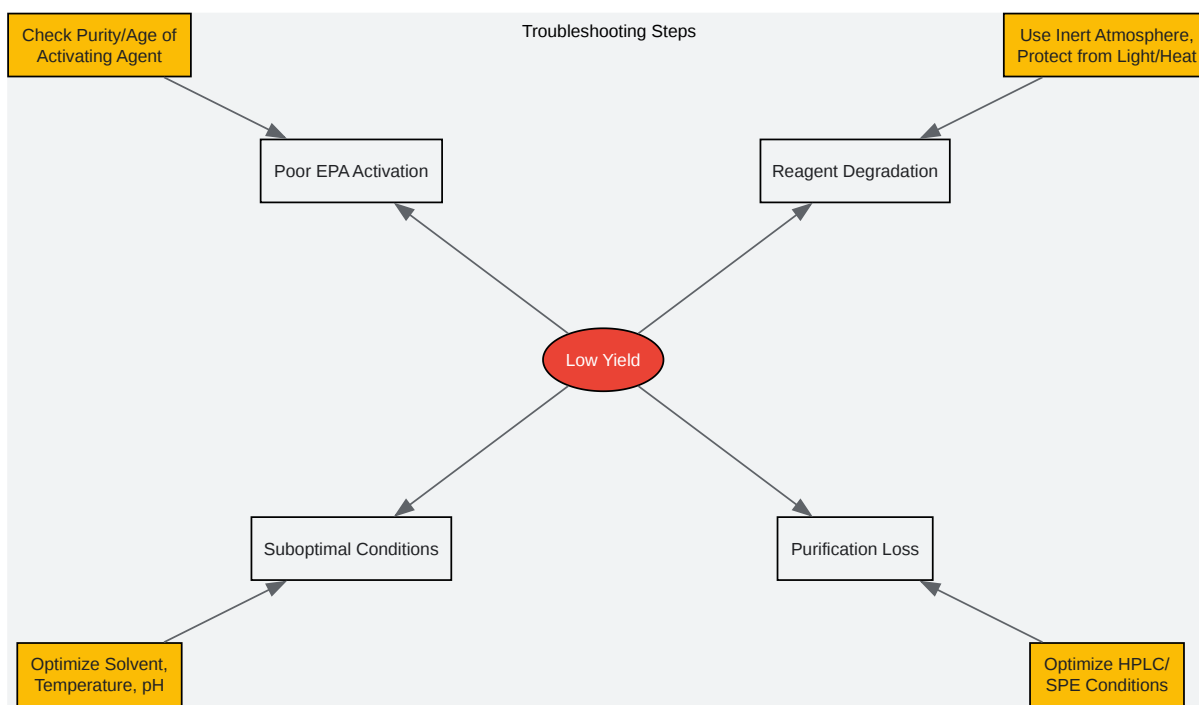 Troubleshooting Steps
Check Purity/Age of
Activating Agent
Use Inert Atmosphere,
Protect from Light/Heat
Poor EPA Activation
Reagent Degradation
Low Yield
Suboptimal Conditions
Purification Loss
Optimize Solvent,
Temperature, pH
Optimize HPLC/
SPE Conditions